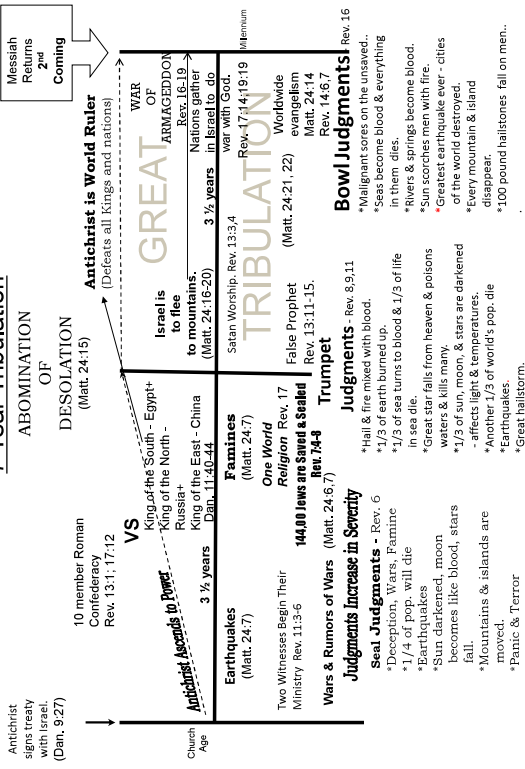 7 Year Tribulation
Antichrist
signs treaty
with Israel.
(Dan. 9:27)
10 member Roman
Confederacy
Rev. 13:1; 17:12
ABOMINATION
OF
DESOLATION
(Matt. 24:15)
Antichrist is World Ruler
(Defeats all Kings and nations)
Messiah
Returns
2nd
Coming
VS
King of the South - Egypt+
King of the North -
Russia+
King of the East - China
Dan. 11:40-44
Antichrist Ascends to Power
3 ½ years
Church
Age
GREAT
TRIBULATION
Israel is
to flee
to mountains.
(Matt. 24:16-20)
WAR
OF
ARMAGEDDON
Rev. 16-19
Nations gather
in Israel to do
war with God.
Rev. 17:14;19:19
3 ½ years
Millennium
Earthquakes
(Matt. 24:7)
Famines
(Matt. 24:7)
Two Witnesses Begin Their
Ministry Rev. 11:3-6
One World
Religion Rev. 17
144,00 Jews are Saved & Sealed
Rev. 7:4-8
Wars & Rumors of Wars (Matt. 24:6,7)
Satan Worship. Rev. 13:3,4
False Prophet
Rev. 13:11-15.
(Matt. 24:21, 22)
Worldwide
evangelism
Matt. 24:14
Rev. 14:6,7
Judgments Increase in Severity
Seal Judgments - Rev. 6
*Deception, Wars, Famine
*1/4 of pop. will die
*Earthquakes
*Sun darkened, moon
becomes like blood, stars
fall.
*Mountains & islands are
moved.
*Panic & Terror
Trumpet
Judgments - Rev. 8,9,11
*Hail & fire mixed with blood.
*1/3 of earth burned up.
*1/3 of sea turns to blood & 1/3 of life
in sea die.
*Great star falls from heaven & poisons
waters & kills many.
*1/3 of sun, moon, & stars are darkened
- affects light & temperatures.
*Another 1/3 of world's pop. die
*Earthquakes.
*Great hailstorm.
Bowl Judgments Rev. 16
*Malignant sores on the unsaved..
*Seas become blood & everything
in them dies.
*Rivers & springs become blood.
*Sun scorches men with fire.
*Greatest earthquake ever - cities
of the world destroyed.
*Every mountain & island
disappear.
*100 pound hailstones fall on men..
.